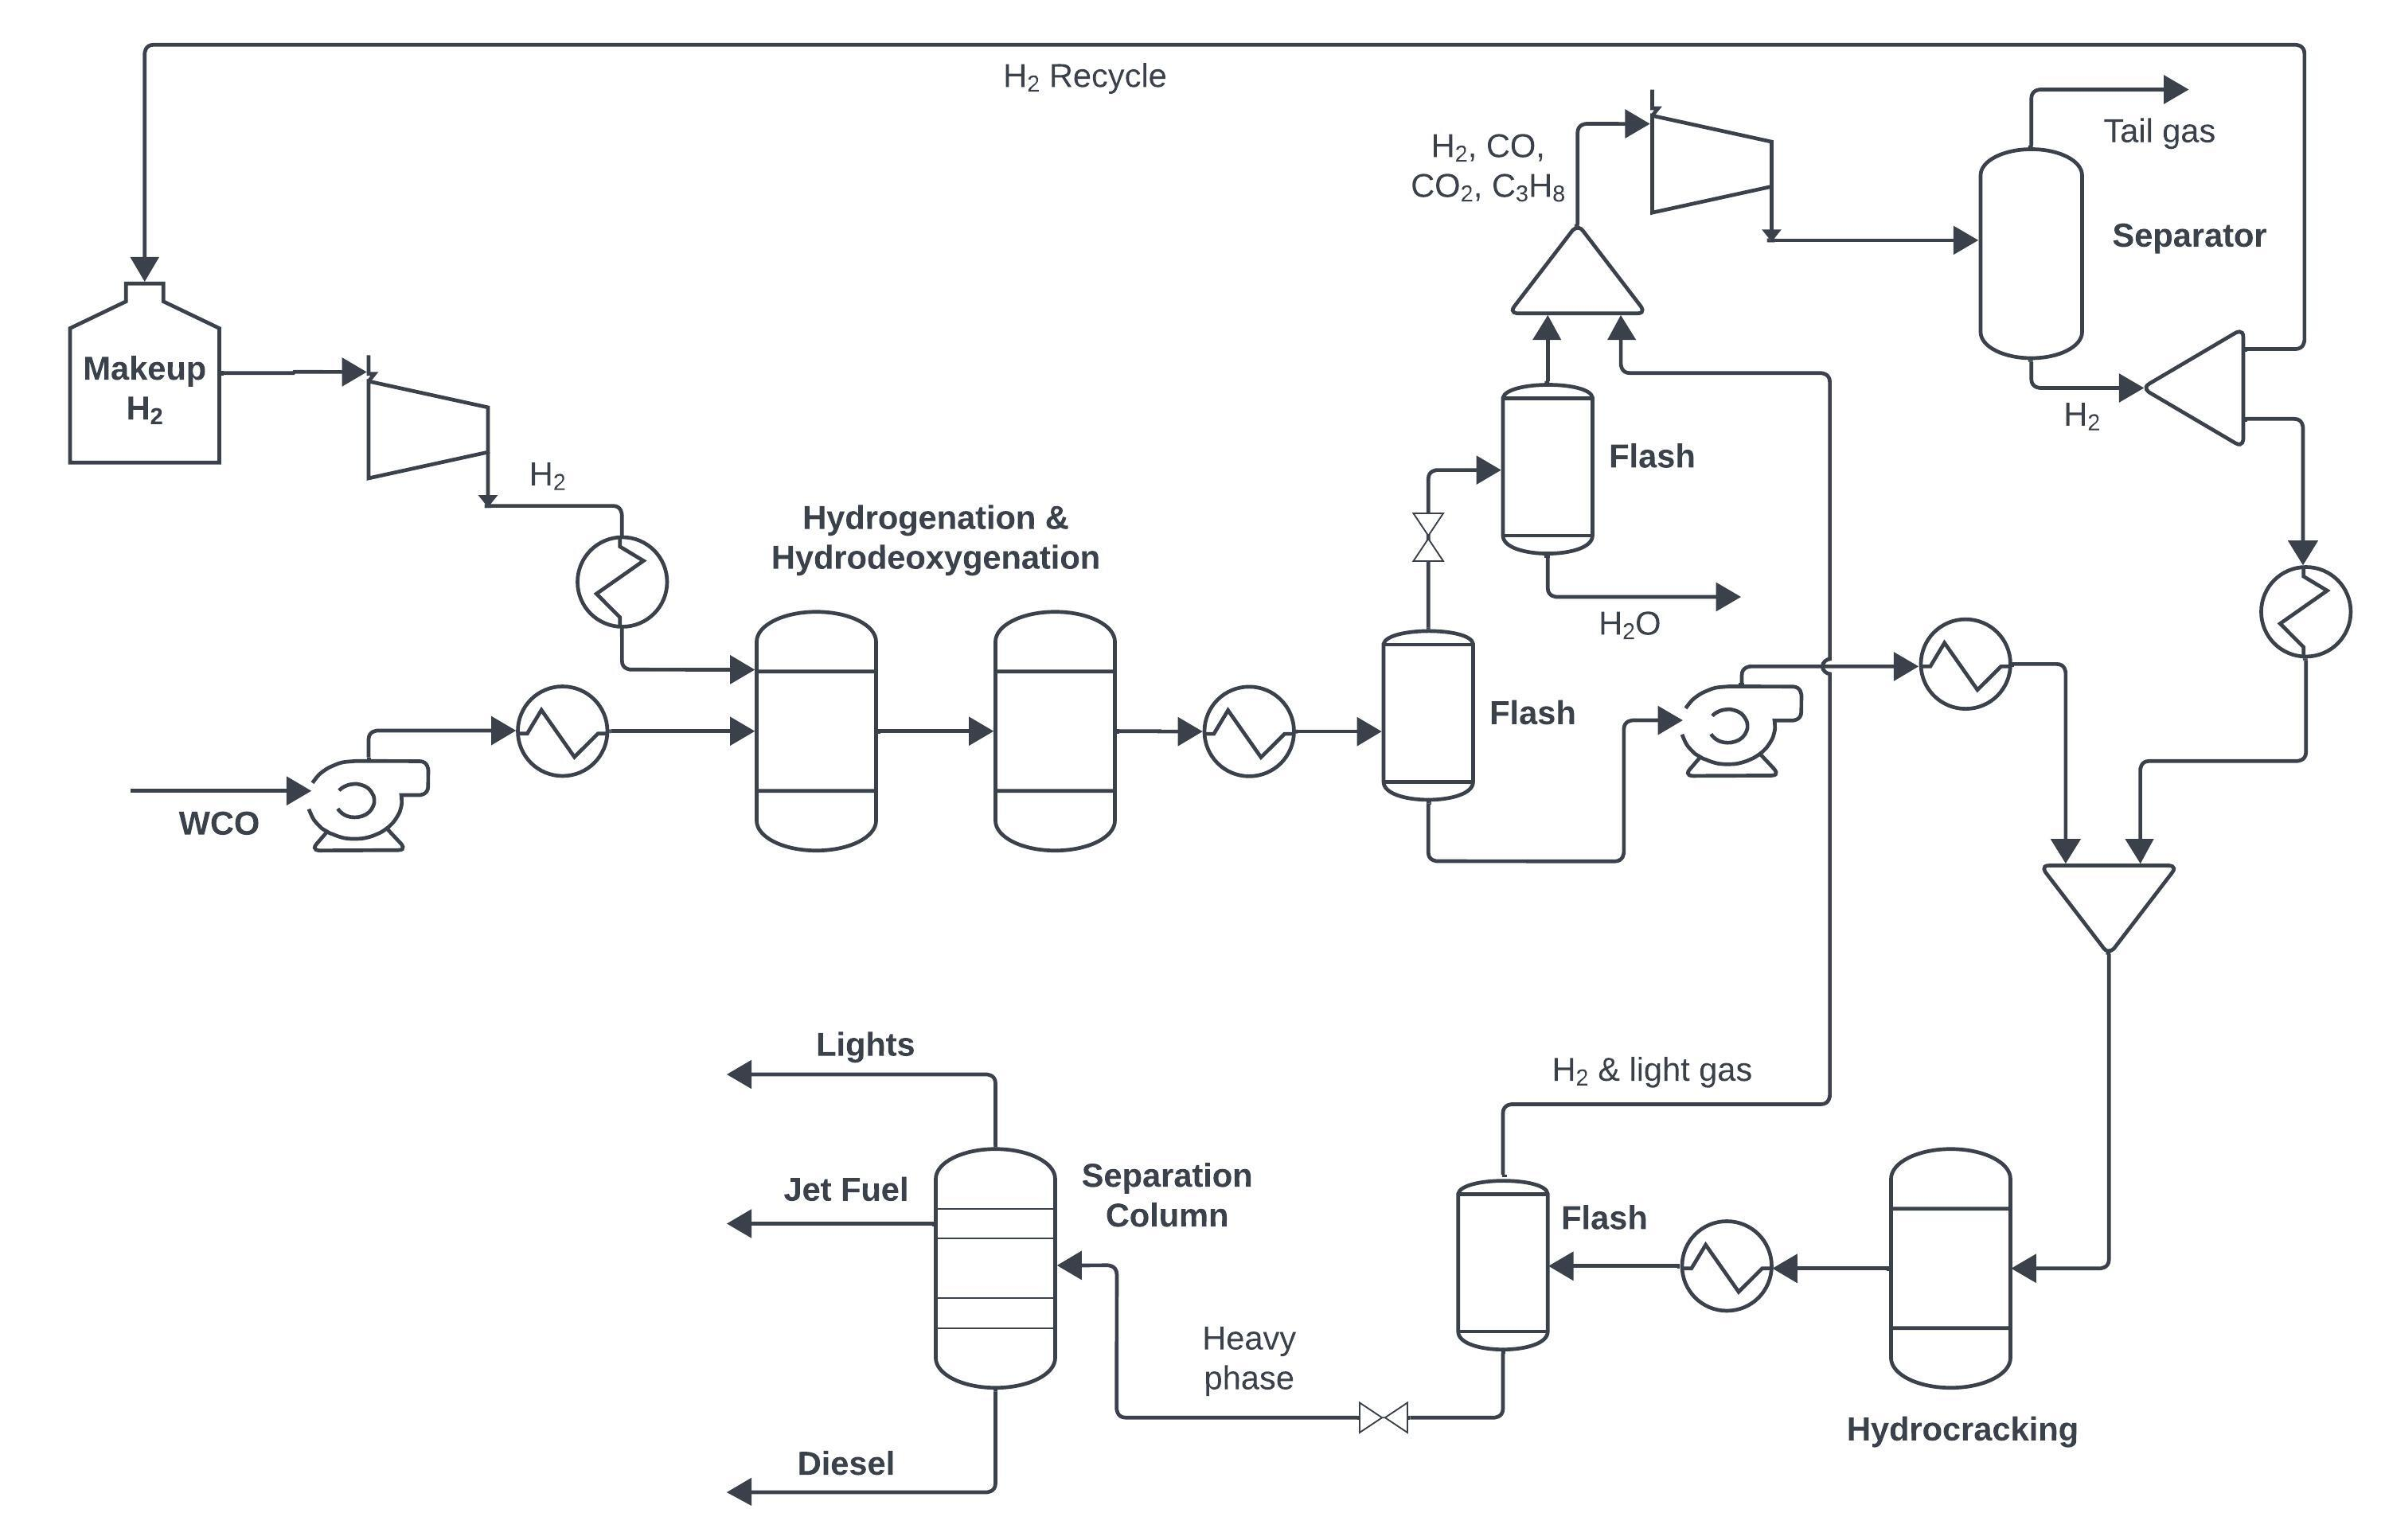 H₂ Recycle
Tail gas
H₂, CO,
CO₂, C₃H₈
Separator
Makeup
H₂
H₂
H₂
Flash
Hydrogenation &
Hydrodeoxygenation
H₂O
Flash
WCO
Lights
H₂ & light gas
Jet Fuel
Separation
Column
Flash
Heavy
phase
Hydrocracking
Diesel